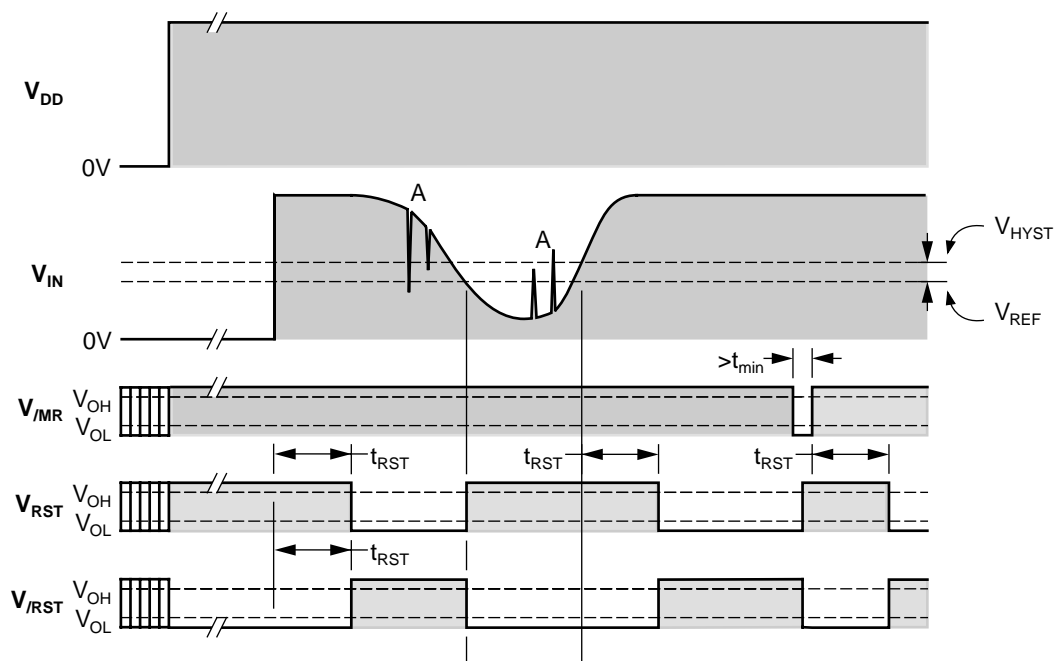 V_DD
0V
A
A
V_HYST
V_IN
V_REF
0V
>t_min
V_/MR
V_OH
V_OL
t_RST
t_RST
t_RST
V_RST
V_OH
V_OL
t_RST
V_/RST
V_OH
V_OL